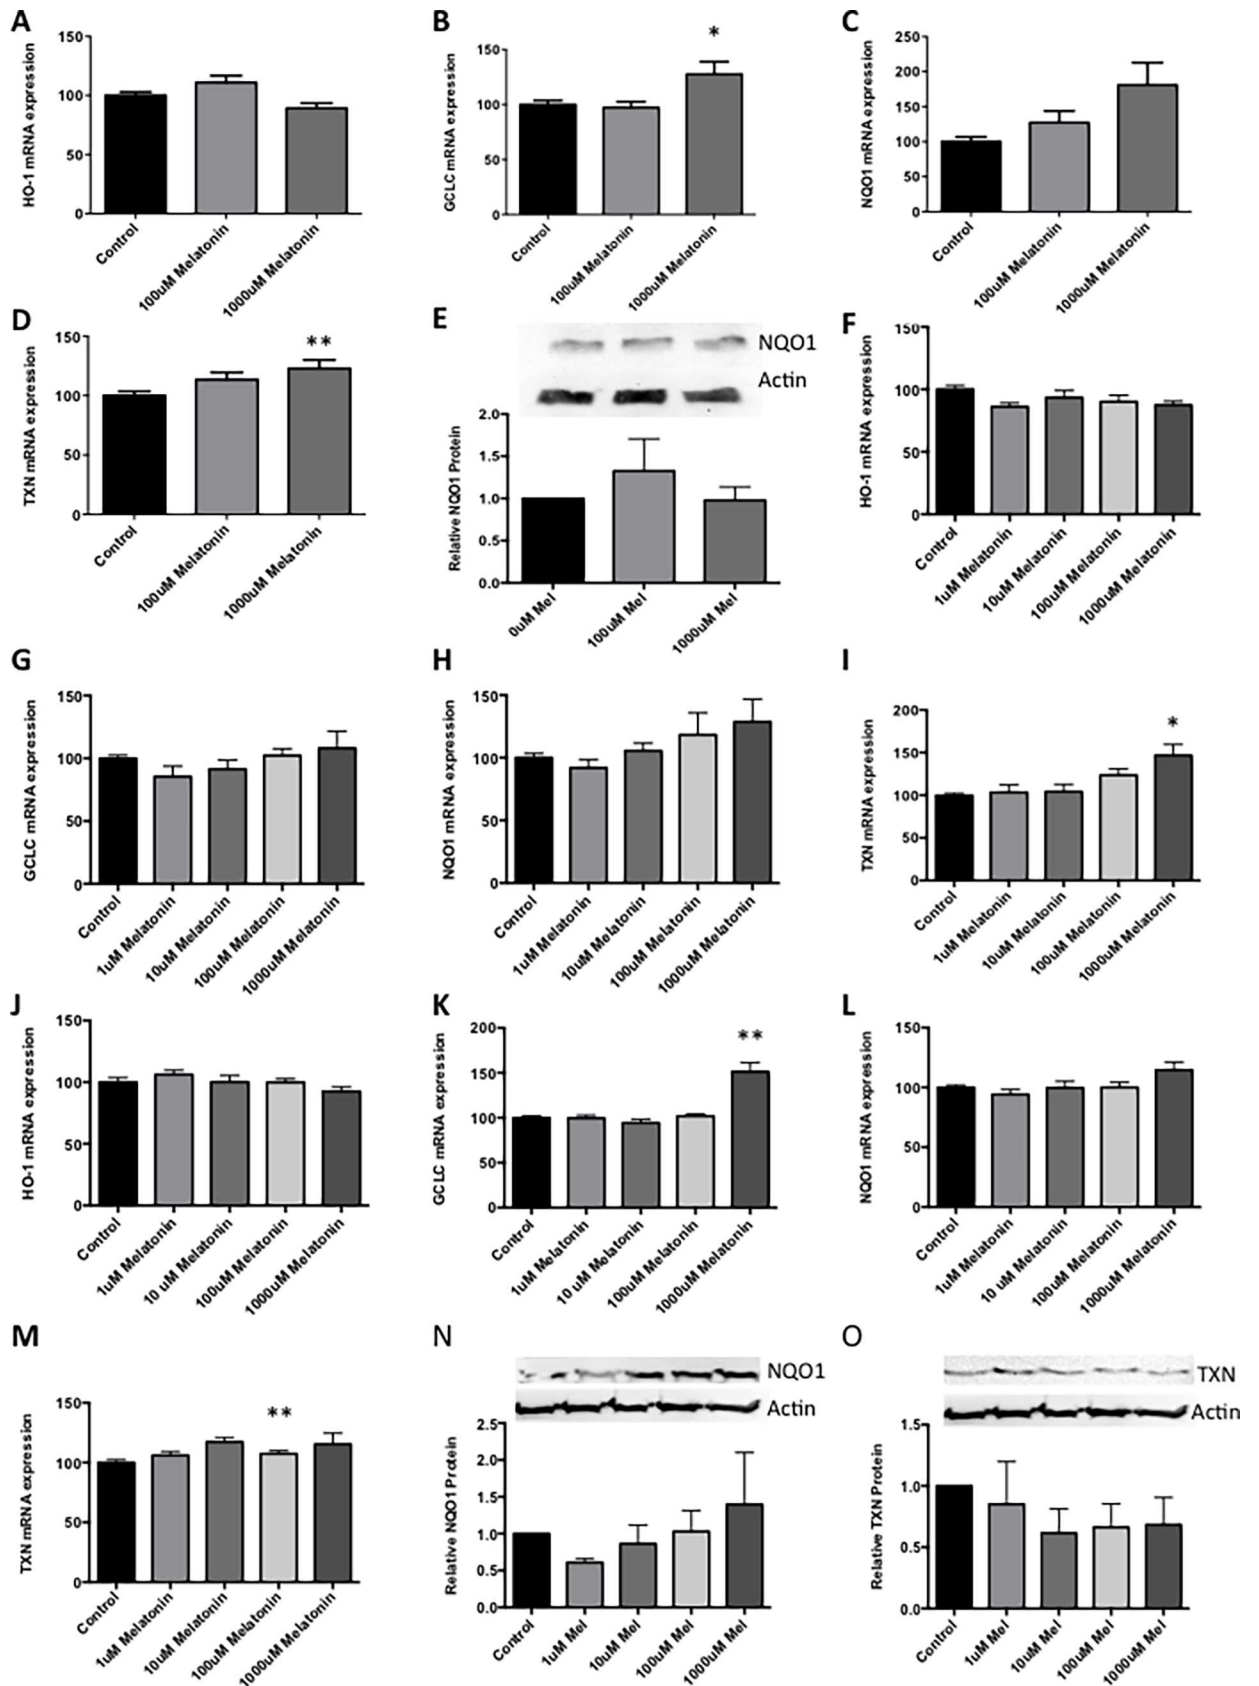 A
HO-1 mRNA expression
150
100
50
0
Control
100uM Melatonin
1000uM Melatonin
B
*
GCLC mRNA expression
150
100
50
0
Control
100uM Melatonin
1000uM Melatonin
C
NQO1 mRNA expression
250
200
150
100
50
0
Control
100uM Melatonin
1000uM Melatonin
D
**
TXN mRNA expression
150
100
50
0
Control
100uM Melatonin
1000uM Melatonin
E
NQO1
Actin
Relative NQO1 Protein
2.0
1.5
1.0
0.5
0.0
0uM Mel
100uM Mel
1000uM Mel
F
HO-1 mRNA expression
150
100
50
0
Control
1uM Melatonin
10uM Melatonin
100uM Melatonin
1000uM Melatonin
G
GCLC mRNA expression
150
100
50
0
Control
1uM Melatonin
10uM Melatonin
100uM Melatonin
1000uM Melatonin
H
NQO1 mRNA expression
150
100
50
0
Control
1uM Melatonin
10uM Melatonin
100uM Melatonin
1000uM Melatonin
I
*
TXN mRNA expression
200
150
100
50
0
Control
1uM Melatonin
10uM Melatonin
100uM Melatonin
1000uM Melatonin
J
HO-1 mRNA expression
150
100
50
0
Control
1uM Melatonin
10 uM Melatonin
100uM Melatonin
1000uM Melatonin
K
**
GCLC mRNA expression
200
150
100
50
0
Control
1uM Melatonin
10 uM Melatonin
100uM Melatonin
1000uM Melatonin
L
NQO1 mRNA expression
150
100
50
0
Control
1uM Melatonin
10 uM Melatonin
100uM Melatonin
1000uM Melatonin
M
**
TXN mRNA expression
150
100
50
0
Control
1uM Melatonin
10uM Melatonin
100uM Melatonin
1000uM Melatonin
N
NQO1
Actin
Relative NQO1 Protein
2.5
2.0
1.5
1.0
0.5
0.0
Control
1uM Mel
10uM Mel
100uM Mel
1000uM Mel
O
TXN
Actin
Relative TXN Protein
1.5
1.0
0.5
0.0
Control
1uM Mel
10uM Mel
100uM Mel
1000uM Mel